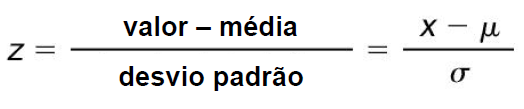 z = valor – média / desvio padrão = x – μ / σ